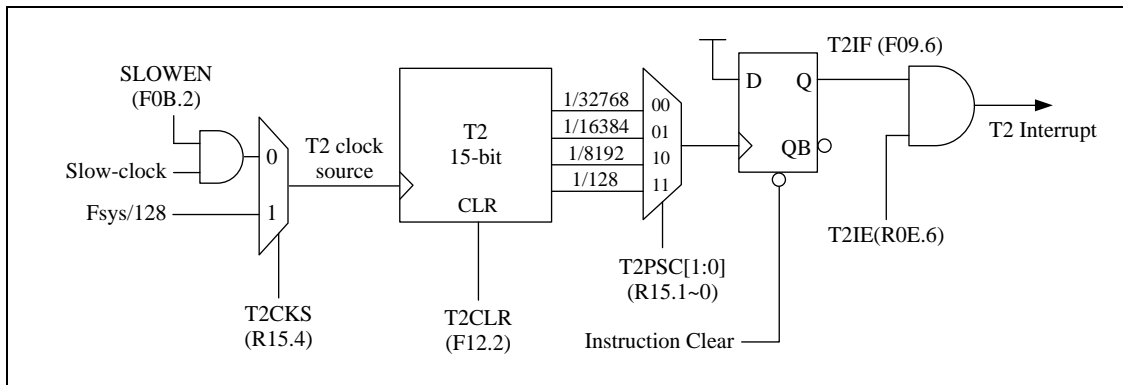 SLOWEN
(F0B.2)
Slow-clock
Fsys/128
0
1
T2CKS
(R15.4)
T2 clock
source
T2
15-bit
CLR
T2CLR
(F12.2)
1/32768
1/16384
1/8192
1/128
00
01
10
11
T2PSC[1:0]
(R15.1~0)
D
Q
QB
Instruction Clear
T2IF (F09.6)
T2IE(R0E.6)
T2 Interrupt